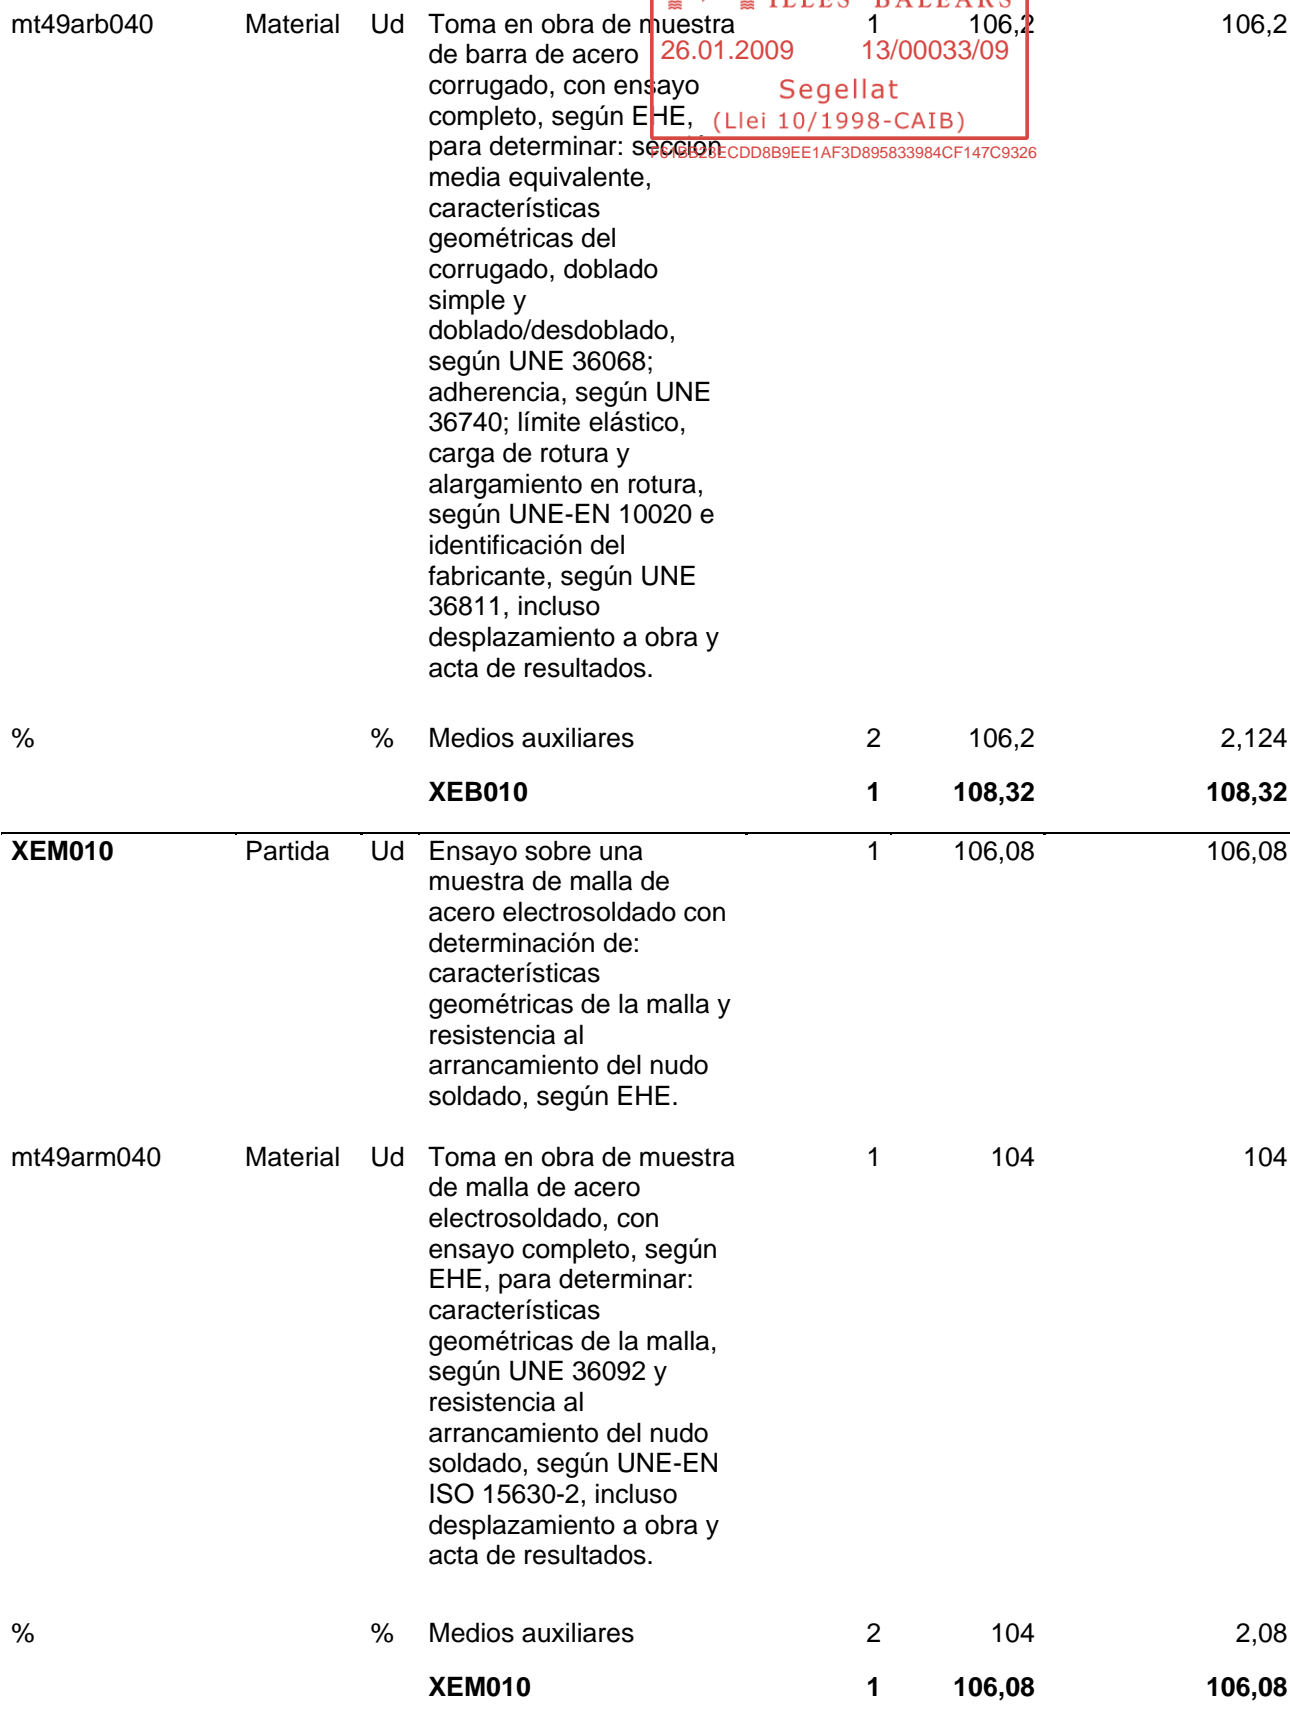 ILLES BALEARS
mt49arb040 Material Ud Toma en obra de muestra 1 106,2 106,2
de barra de acero 26.01.2009 13/00033/09
corrugado, con ensayo Segellat
completo, según EHE, (Llei 10/1998-CAIB)
para determinar: sección F61BB23ECDD8B9EE1AF3D895833984CF147C9326
media equivalente,
características
geométricas del
corrugado, doblado
simple y
doblado/desdoblado,
según UNE 36068;
adherencia, según UNE
36740; límite elástico,
carga de rotura y
alargamiento en rotura,
según UNE-EN 10020 e
identificación del
fabricante, según UNE
36811, incluso
desplazamiento a obra y
acta de resultados.
% % Medios auxiliares 2 106,2 2,124
XEB010 1 108,32 108,32
XEM010 Partida Ud Ensayo sobre una 1 106,08 106,08
muestra de malla de
acero electrosoldado con
determinación de:
características
geométricas de la malla y
resistencia al
arrancamiento del nudo
soldado, según EHE.
mt49arm040 Material Ud Toma en obra de muestra 1 104 104
de malla de acero
electrosoldado, con
ensayo completo, según
EHE, para determinar:
características
geométricas de la malla,
según UNE 36092 y
resistencia al
arrancamiento del nudo
soldado, según UNE-EN
ISO 15630-2, incluso
desplazamiento a obra y
acta de resultados.
% % Medios auxiliares 2 104 2,08
XEM010 1 106,08 106,08